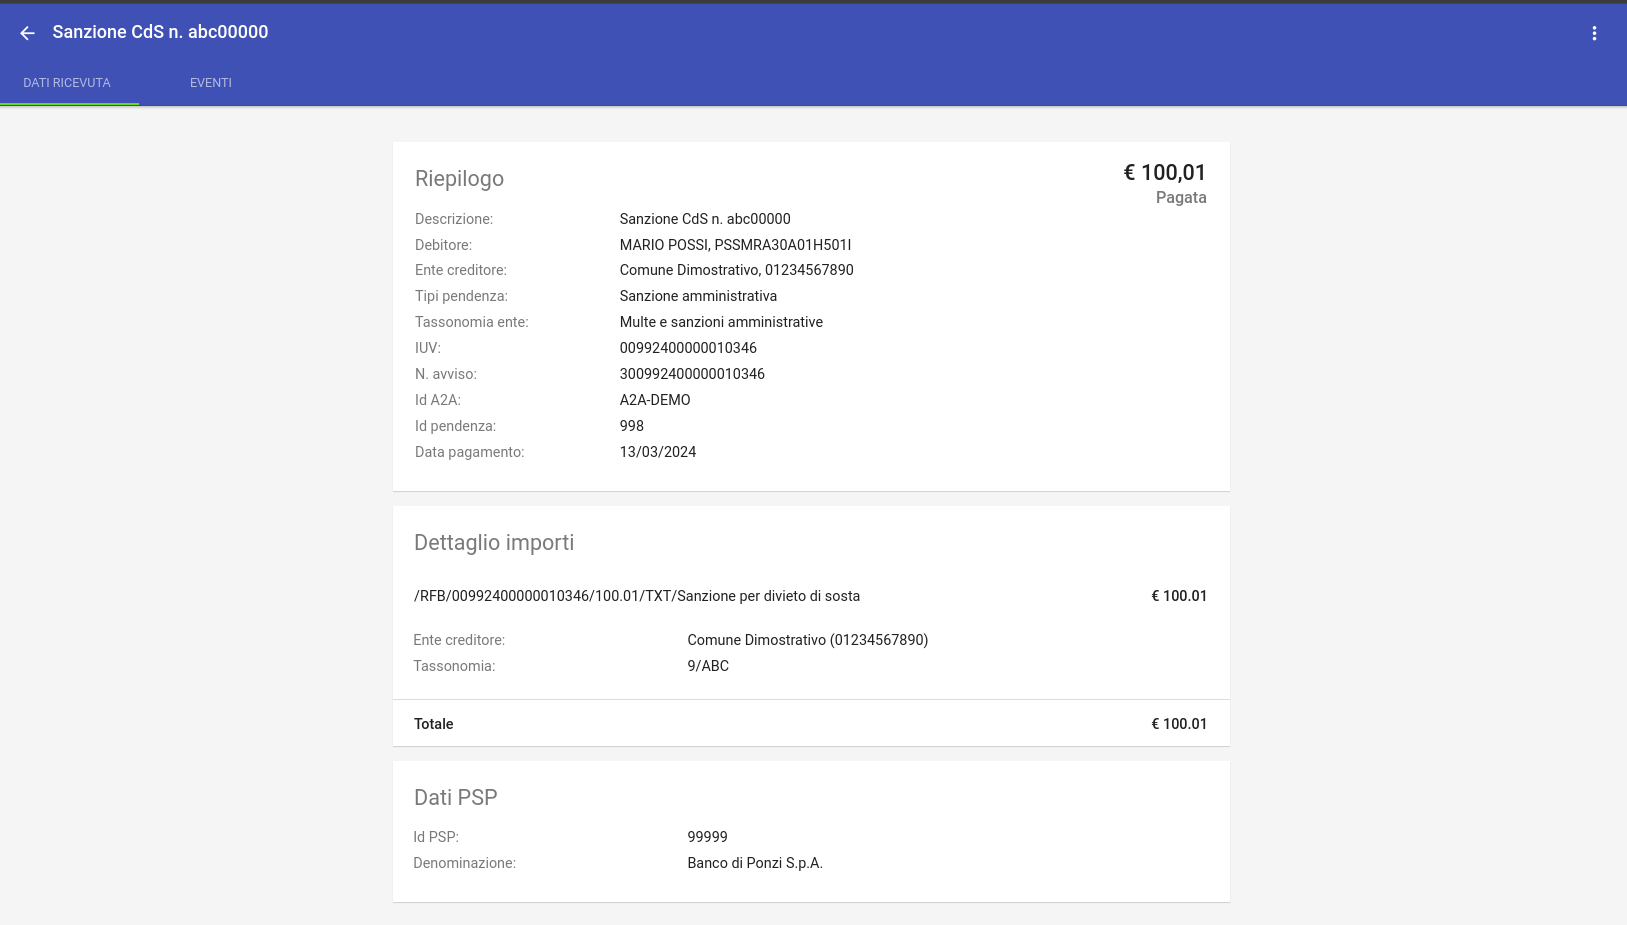 Sanzione CdS n. abc00000
DATI RICEVUTA EVENTI
Riepilogo
€ 100,01
Pagata
Descrizione: Sanzione CdS n. abc00000
Debitore: MARIO POSSI, PSSMRA30A01H501I
Ente creditore: Comune Dimostrativo, 01234567890
Tipi pendenza: Sanzione amministrativa
Tassonomia ente: Multe e sanzioni amministrative
IUV: 00992400000010346
N. avviso: 300992400000010346
Id A2A: A2A-DEMO
Id pendenza: 998
Data pagamento: 13/03/2024
Dettaglio importi
/RFB/00992400000010346/100.01/TXT/Sanzione per divieto di sosta € 100.01
Ente creditore: Comune Dimostrativo (01234567890)
Tassonomia: 9/ABC
Totale € 100.01
Dati PSP
Id PSP: 99999
Denominazione: Banco di Ponzi S.p.A.